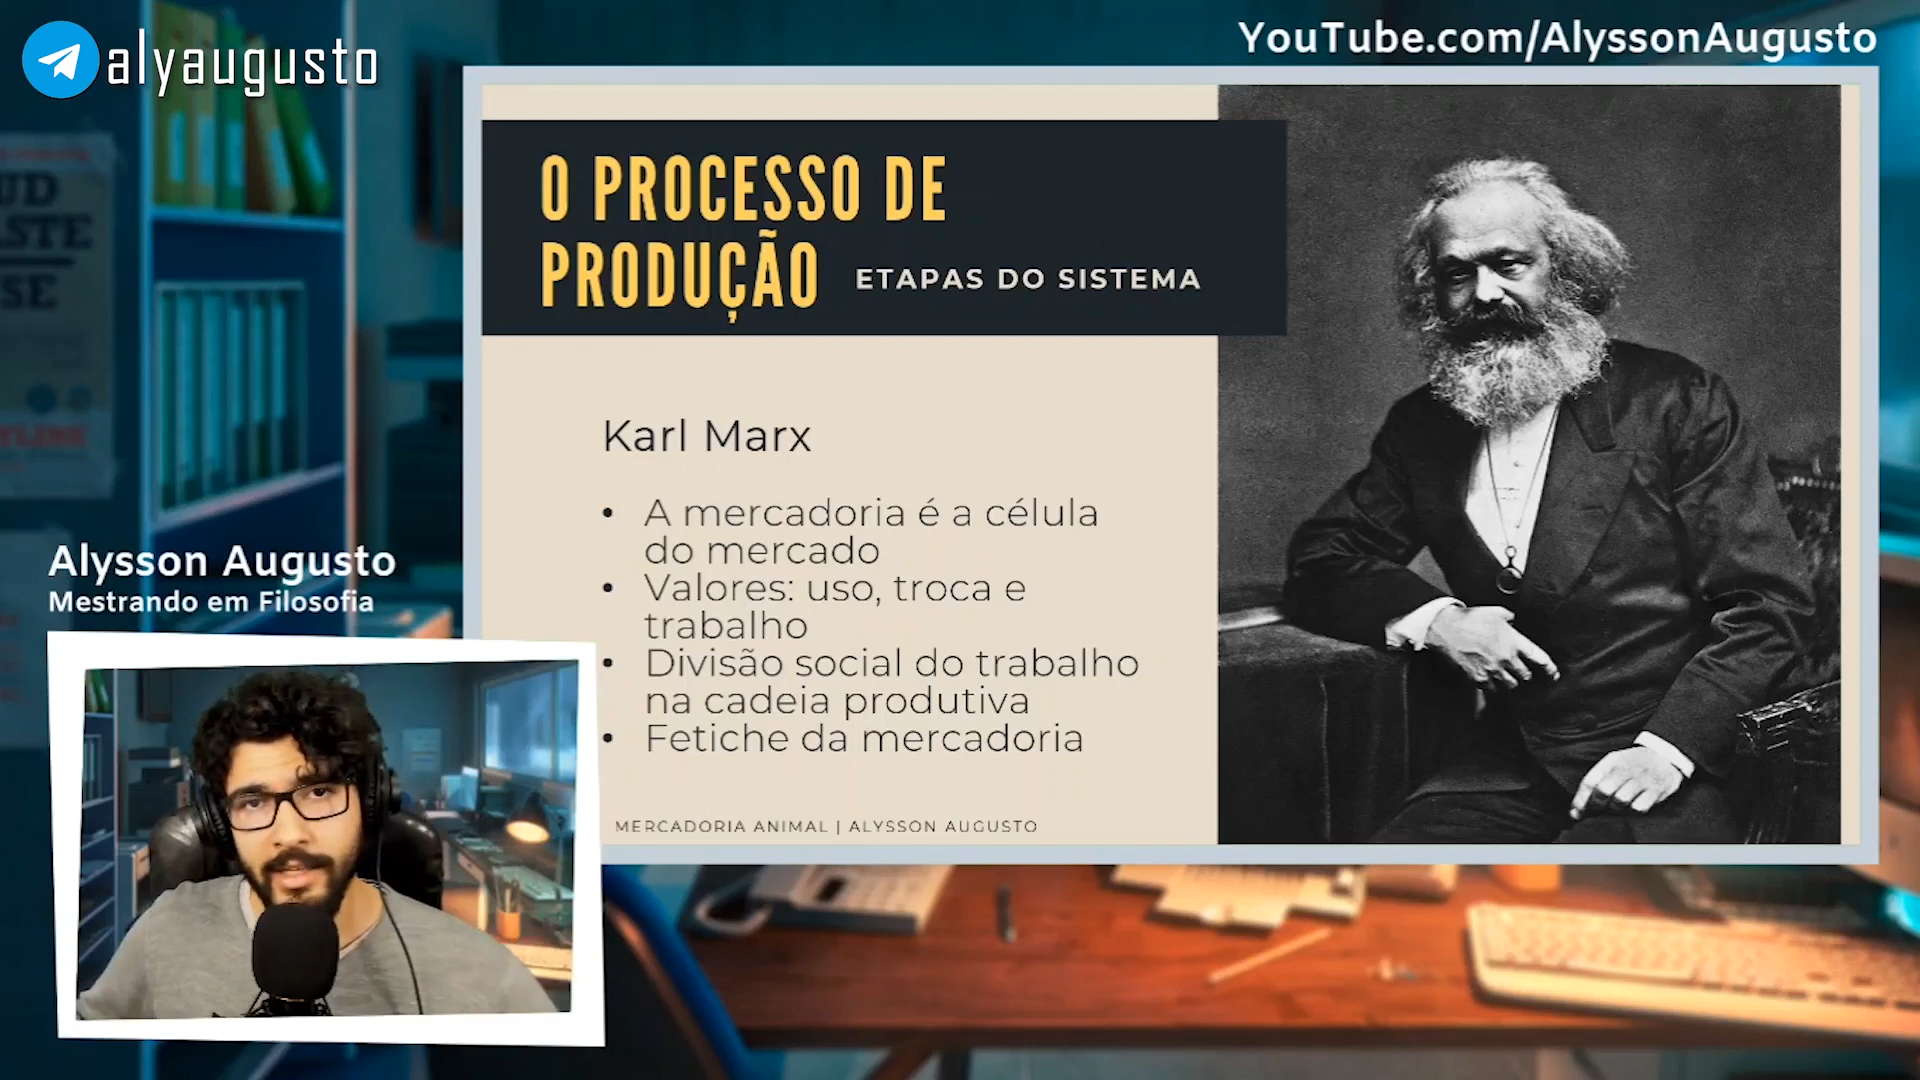 alyaugusto
YouTube.com/AlyssonAugusto
O PROCESSO DE
PRODUÇÃO ETAPAS DO SISTEMA
Karl Marx
• A mercadoria é a célula
do mercado
• Valores: uso, troca e
trabalho
• Divisão social do trabalho
na cadeia produtiva
• Fetiche da mercadoria
MERCADORIA ANIMAL | ALYSSON AUGUSTO
Alysson Augusto
Mestrando em Filosofia